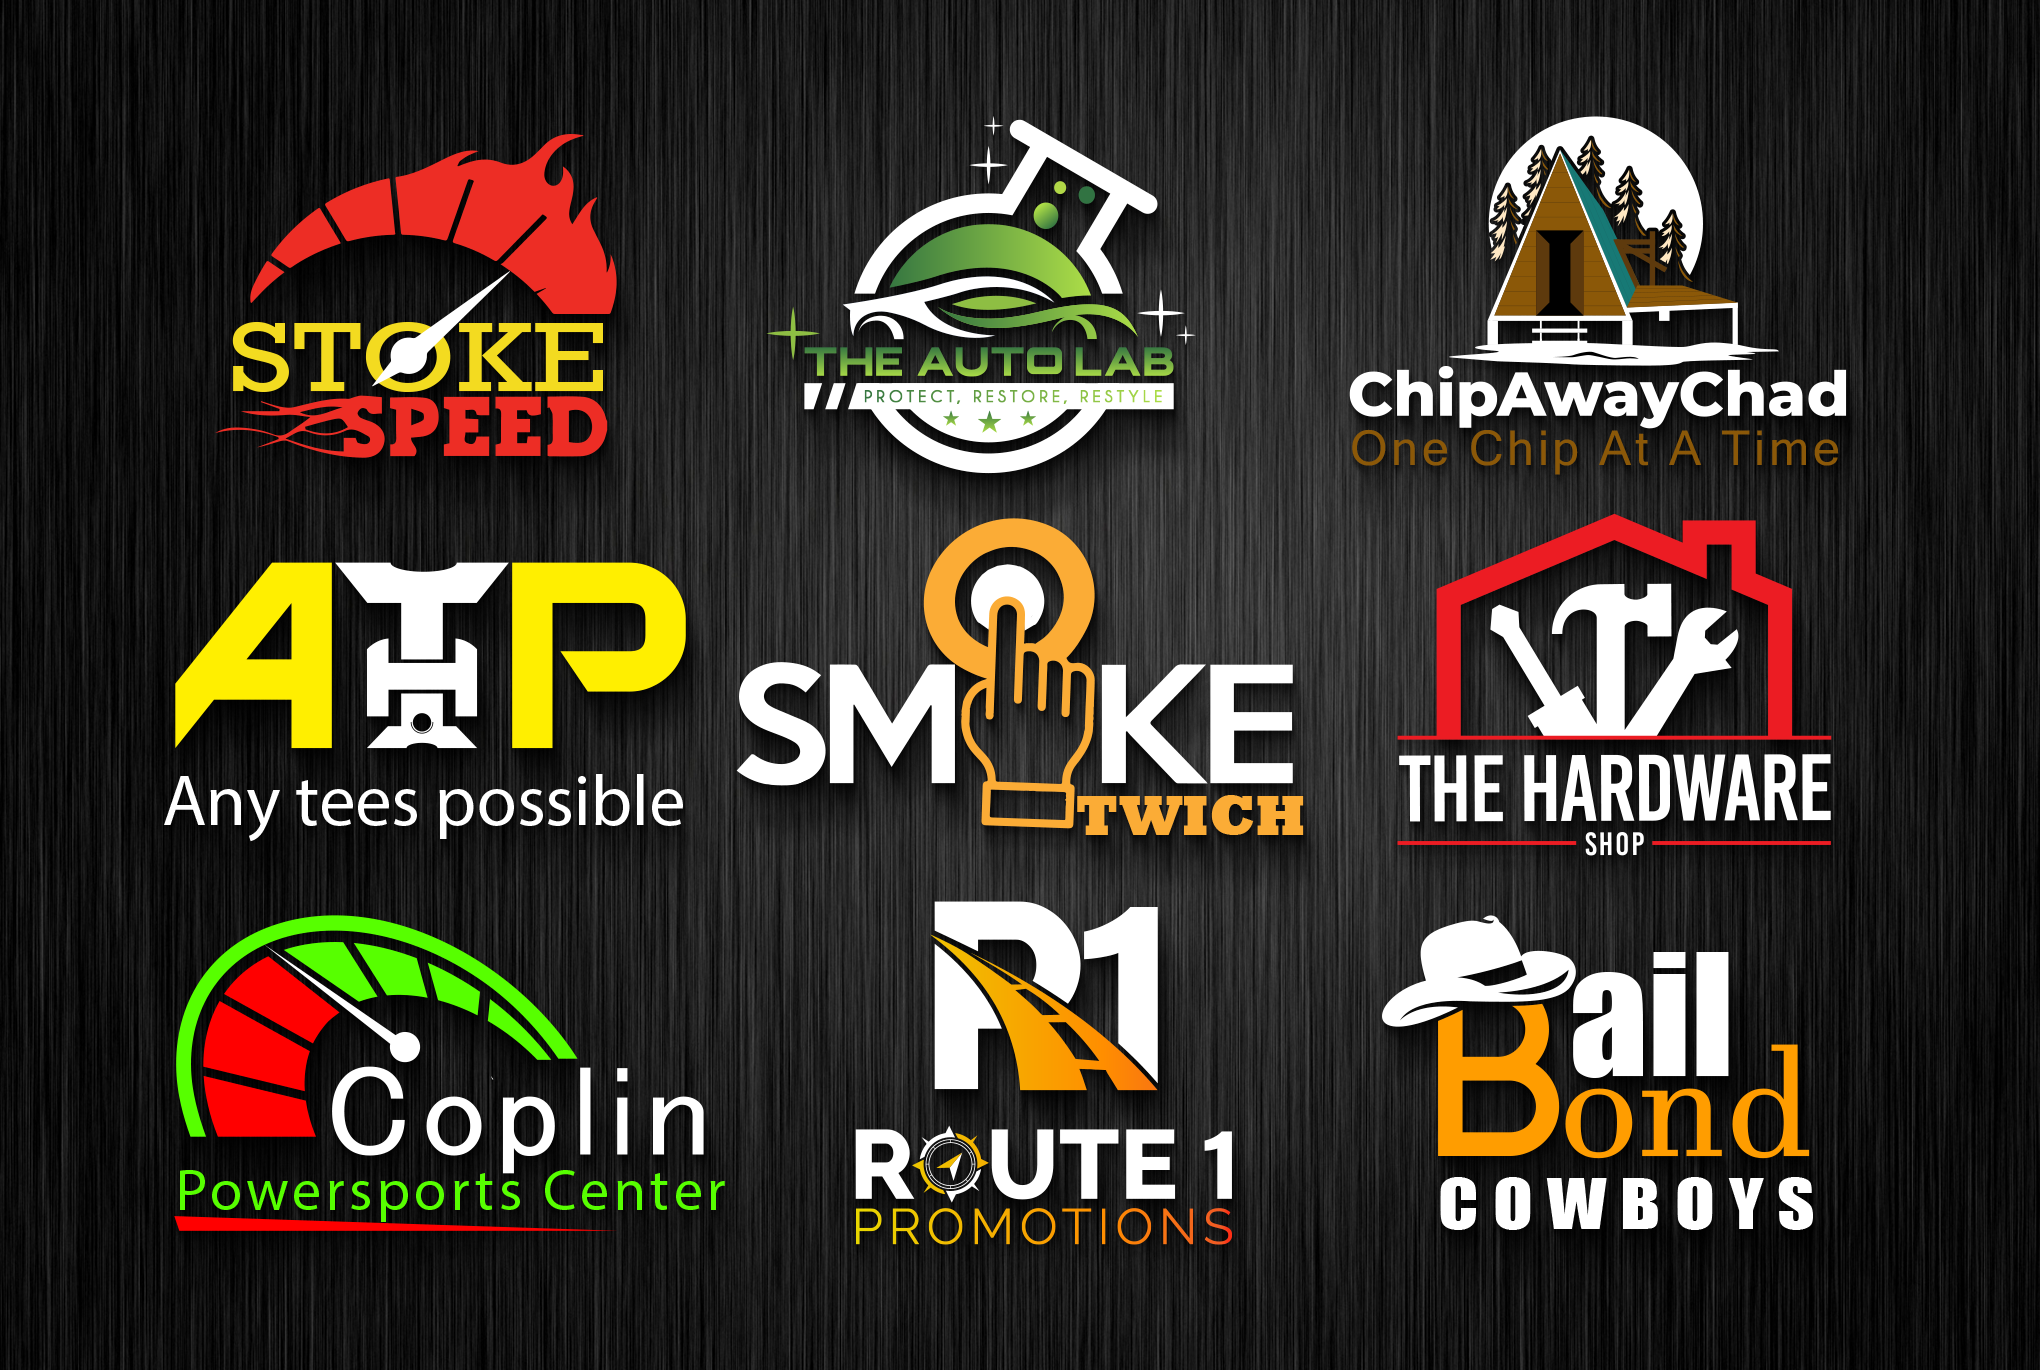 STOKE
SPEED
THE AUTO LAB
PROTECT, RESTORE, RESTYLE
ChipAwayChad
One Chip At A Time
ATP
Any tees possible
SMOKE
TWICH
THE HARDWARE
SHOP
Coplin
Powersports Center
R1
ROUTE 1
PROMOTIONS
Bail
Bond
COWBOYS